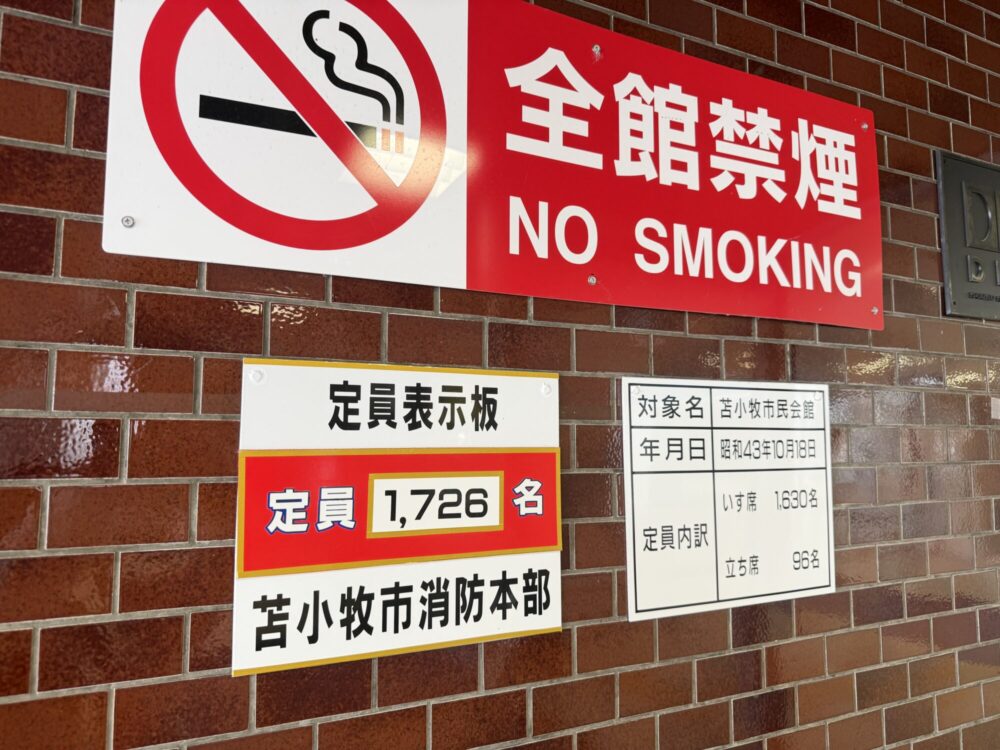 全館禁煙
NO SMOKING
定員表示板
定員 1,726 名
苫小牧市消防本部
対象名 苫小牧市民会館
年月日 昭和43年10月18日
定員内訳
いす席 1,630名
立ち席 96名